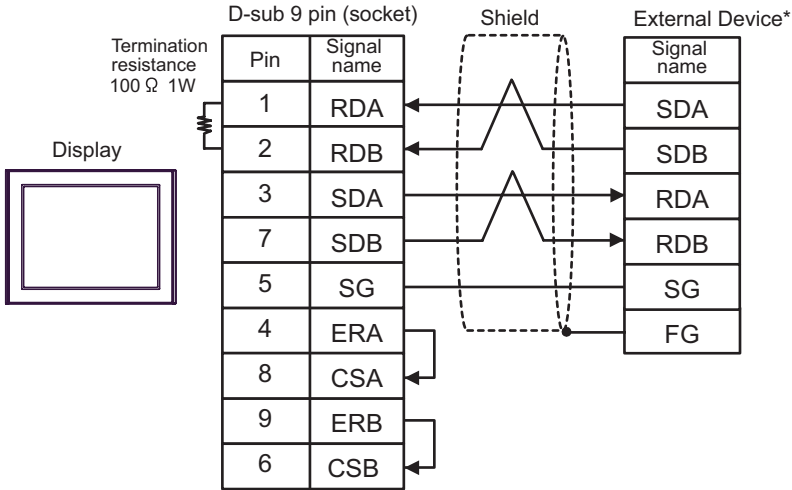 D-sub 9 pin (socket)
Shield
External Device*
Termination
resistance
100 Ω 1W
Display
Pin
Signal
name
1
RDA
2
RDB
3
SDA
7
SDB
5
SG
4
ERA
8
CSA
9
ERB
6
CSB
Signal
name
SDA
SDB
RDA
RDB
SG
FG